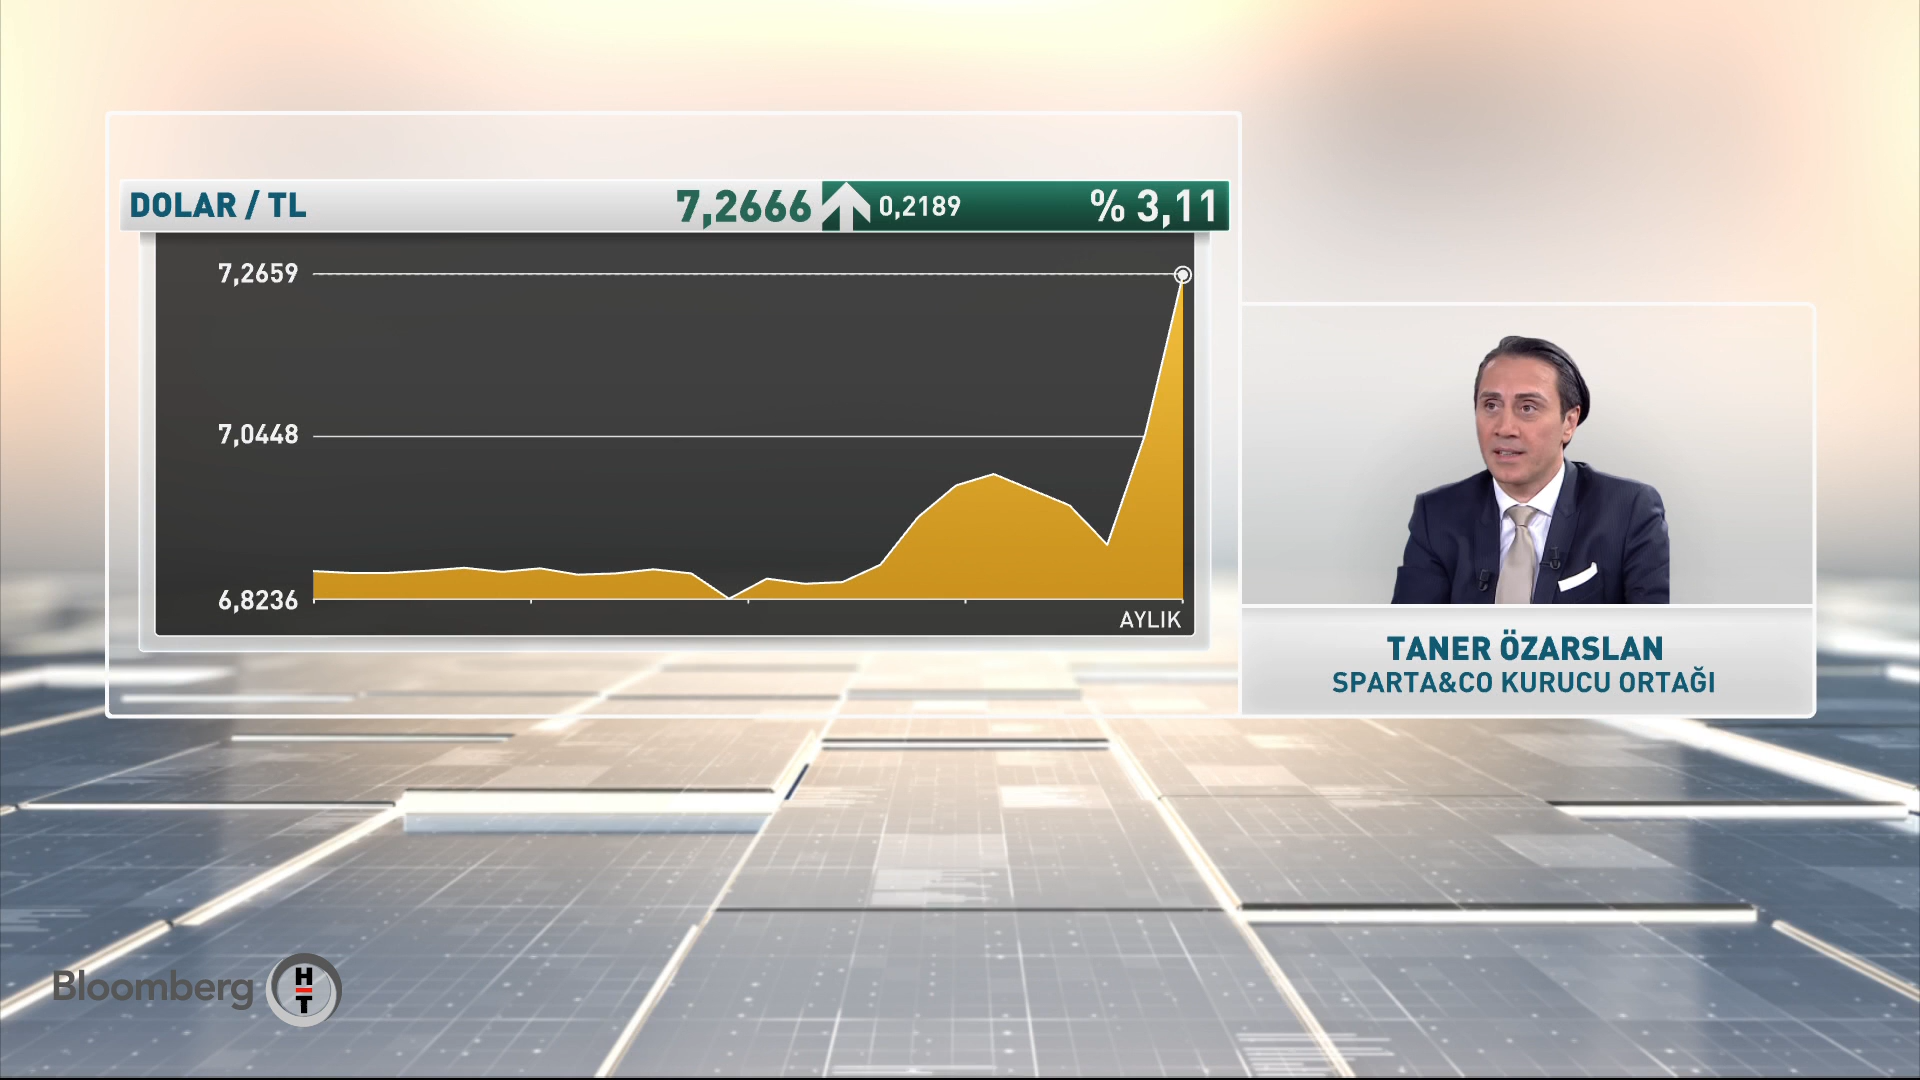 DOLAR / TL 7,2666 0,2189 % 3,11
7,2659
7,0448
6,8236
AYLIK
TANER ÖZARSLAN
SPARTA&CO KURUCU ORTAĞI
Bloomberg HT